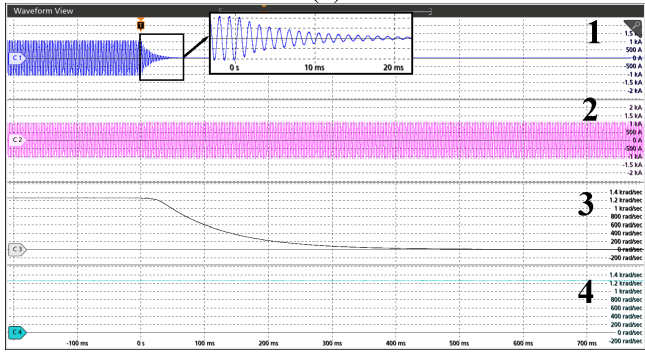 Waveform View
T
1
1.5 kA
1 kA
500 A
0 A
-500 A
-1 kA
-1.5 kA
-2 kA
C 1
0 s
10 ms
20 ms
2
2 kA
1.5 kA
1 kA
500 A
0 A
-500 A
-1 kA
-1.5 kA
-2 kA
C 2
3
1.4 krad/sec
1.2 krad/sec
1 krad/sec
800 rad/sec
600 rad/sec
400 rad/sec
200 rad/sec
0 rad/sec
-200 rad/sec
C 3
4
1.4 krad/sec
1.2 krad/sec
1 krad/sec
800 rad/sec
600 rad/sec
400 rad/sec
200 rad/sec
0 rad/sec
-200 rad/sec
C 4
-100 ms
0 s
100 ms
200 ms
300 ms
400 ms
500 ms
600 ms
700 ms